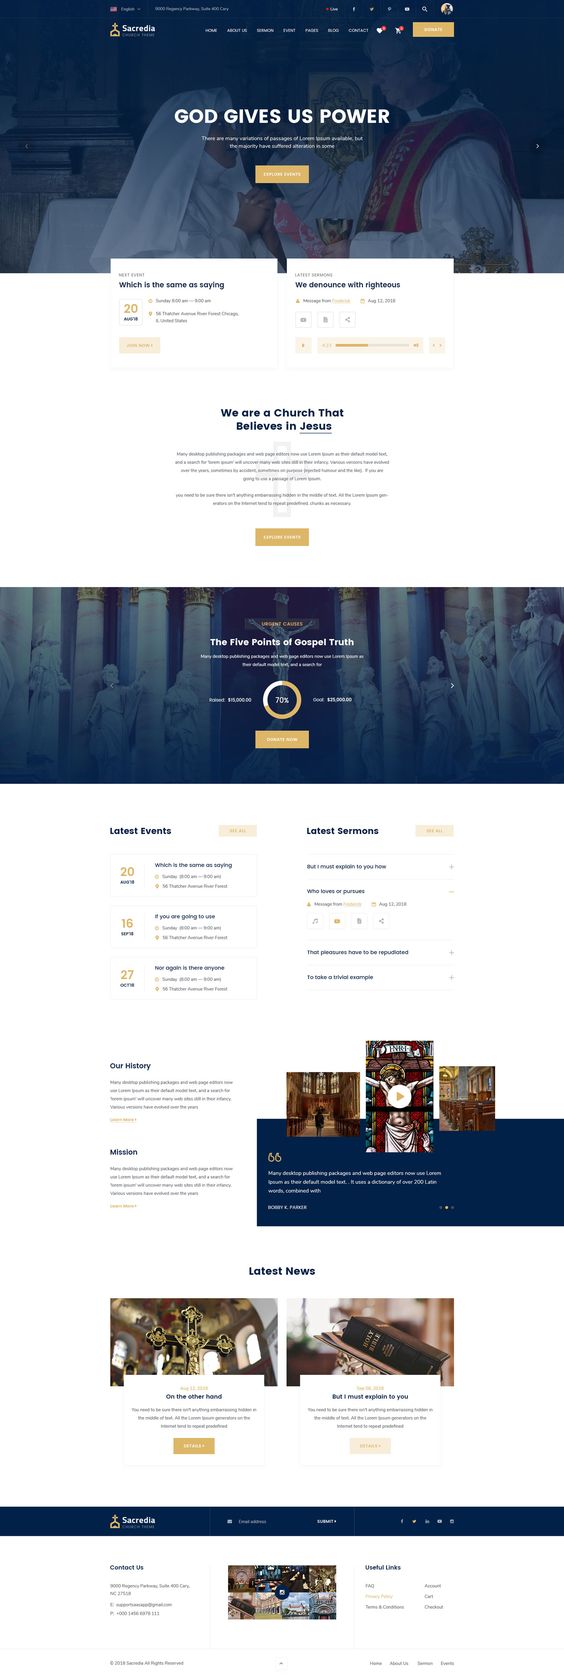 English
9000 Regency Parkway, Suite 400 Cary
Live
Sacredia
CHURCH THEME
HOME ABOUT US SERMON EVENT PAGES BLOG CONTACT
DONATE
GOD GIVES US POWER
There are many variations of passages of Lorem Ipsum available, but
the majority have suffered alteration in some
EXPLORE EVENTS
NEXT EVENT
Which is the same as saying
20
AUG'18
Sunday 8:00 am — 9:00 am
56 Thatcher Avenue River Forest Chicago,
IL United States
JOIN NOW
LATEST SERMONS
We denounce with righteous
Message from Frederick
Aug 12, 2018
4:23
We are a Church That
Believes in Jesus
Many desktop publishing packages and web page editors now use Lorem Ipsum as their default model text,
and a search for 'lorem ipsum' will uncover many web sites still in their infancy. Various versions have evolved
over the years, sometimes by accident, sometimes on purpose (injected humour and the like). If you are
going to use a passage of Lorem Ipsum.
you need to be sure there isn't anything embarrassing hidden in the middle of text. All the Lorem Ipsum gen-
erators on the Internet tend to repeat predefined chunks as necessary.
EXPLORE EVENTS
URGENT CAUSES
The Five Points of Gospel Truth
Many desktop publishing packages and web page editors now use Lorem Ipsum as
their default model text, and a search for
Raised: $15,000.00
70%
Goal: $25,000.00
DONATE NOW
Latest Events
SEE ALL
20
AUG'18
Which is the same as saying
Sunday (8:00 am — 9:00 am)
56 Thatcher Avenue River Forest
16
SEP'18
If you are going to use
Sunday (8:00 am — 9:00 am)
56 Thatcher Avenue River Forest
27
OCT'18
Nor again is there anyone
Sunday (8:00 am — 9:00 am)
56 Thatcher Avenue River Forest
Latest Sermons
SEE ALL
But I must explain to you how
Who loves or pursues
Message from Frederick
Aug 12, 2018
That pleasures have to be repudiated
To take a trivial example
Our History
Many desktop publishing packages and web page editors now
use Lorem Ipsum as their default model text, and a search for
'lorem ipsum' will uncover many web sites still in their infancy.
Various versions have evolved over the years
Learn More
Mission
Many desktop publishing packages and web page editors now
use Lorem Ipsum as their default model text, and a search for
'lorem ipsum' will uncover many web sites still in their infancy.
Various versions have evolved over the years
Learn More
INRI
Many desktop publishing packages and web page editors now use Lorem
Ipsum as their default model text. . It uses a dictionary of over 200 Latin
words, combined with
BOBBY K. PARKER
Latest News
Aug 12, 2018
On the other hand
You need to be sure there isn't anything embarrassing hidden in
the middle of text. All the Lorem Ipsum generators on the
Internet tend to repeat predefined
DETAILS
HOLY
BIBLE
Sep 08, 2018
But I must explain to you
You need to be sure there isn't anything embarrassing hidden in
the middle of text. All the Lorem Ipsum generators on the
Internet tend to repeat predefined
DETAILS
Sacredia
CHURCH THEME
Email address
SUBMIT
Contact Us
9000 Regency Parkway, Suite 400 Cary,
NC 27518
E: supportsawsapp@gmail.com
P: +000 1456 6978 111
Useful Links
FAQ
Privacy Policy
Terms & Conditions
Account
Cart
Checkout
© 2018 Sacredia All Rights Reserved
Home About Us Sermon Events